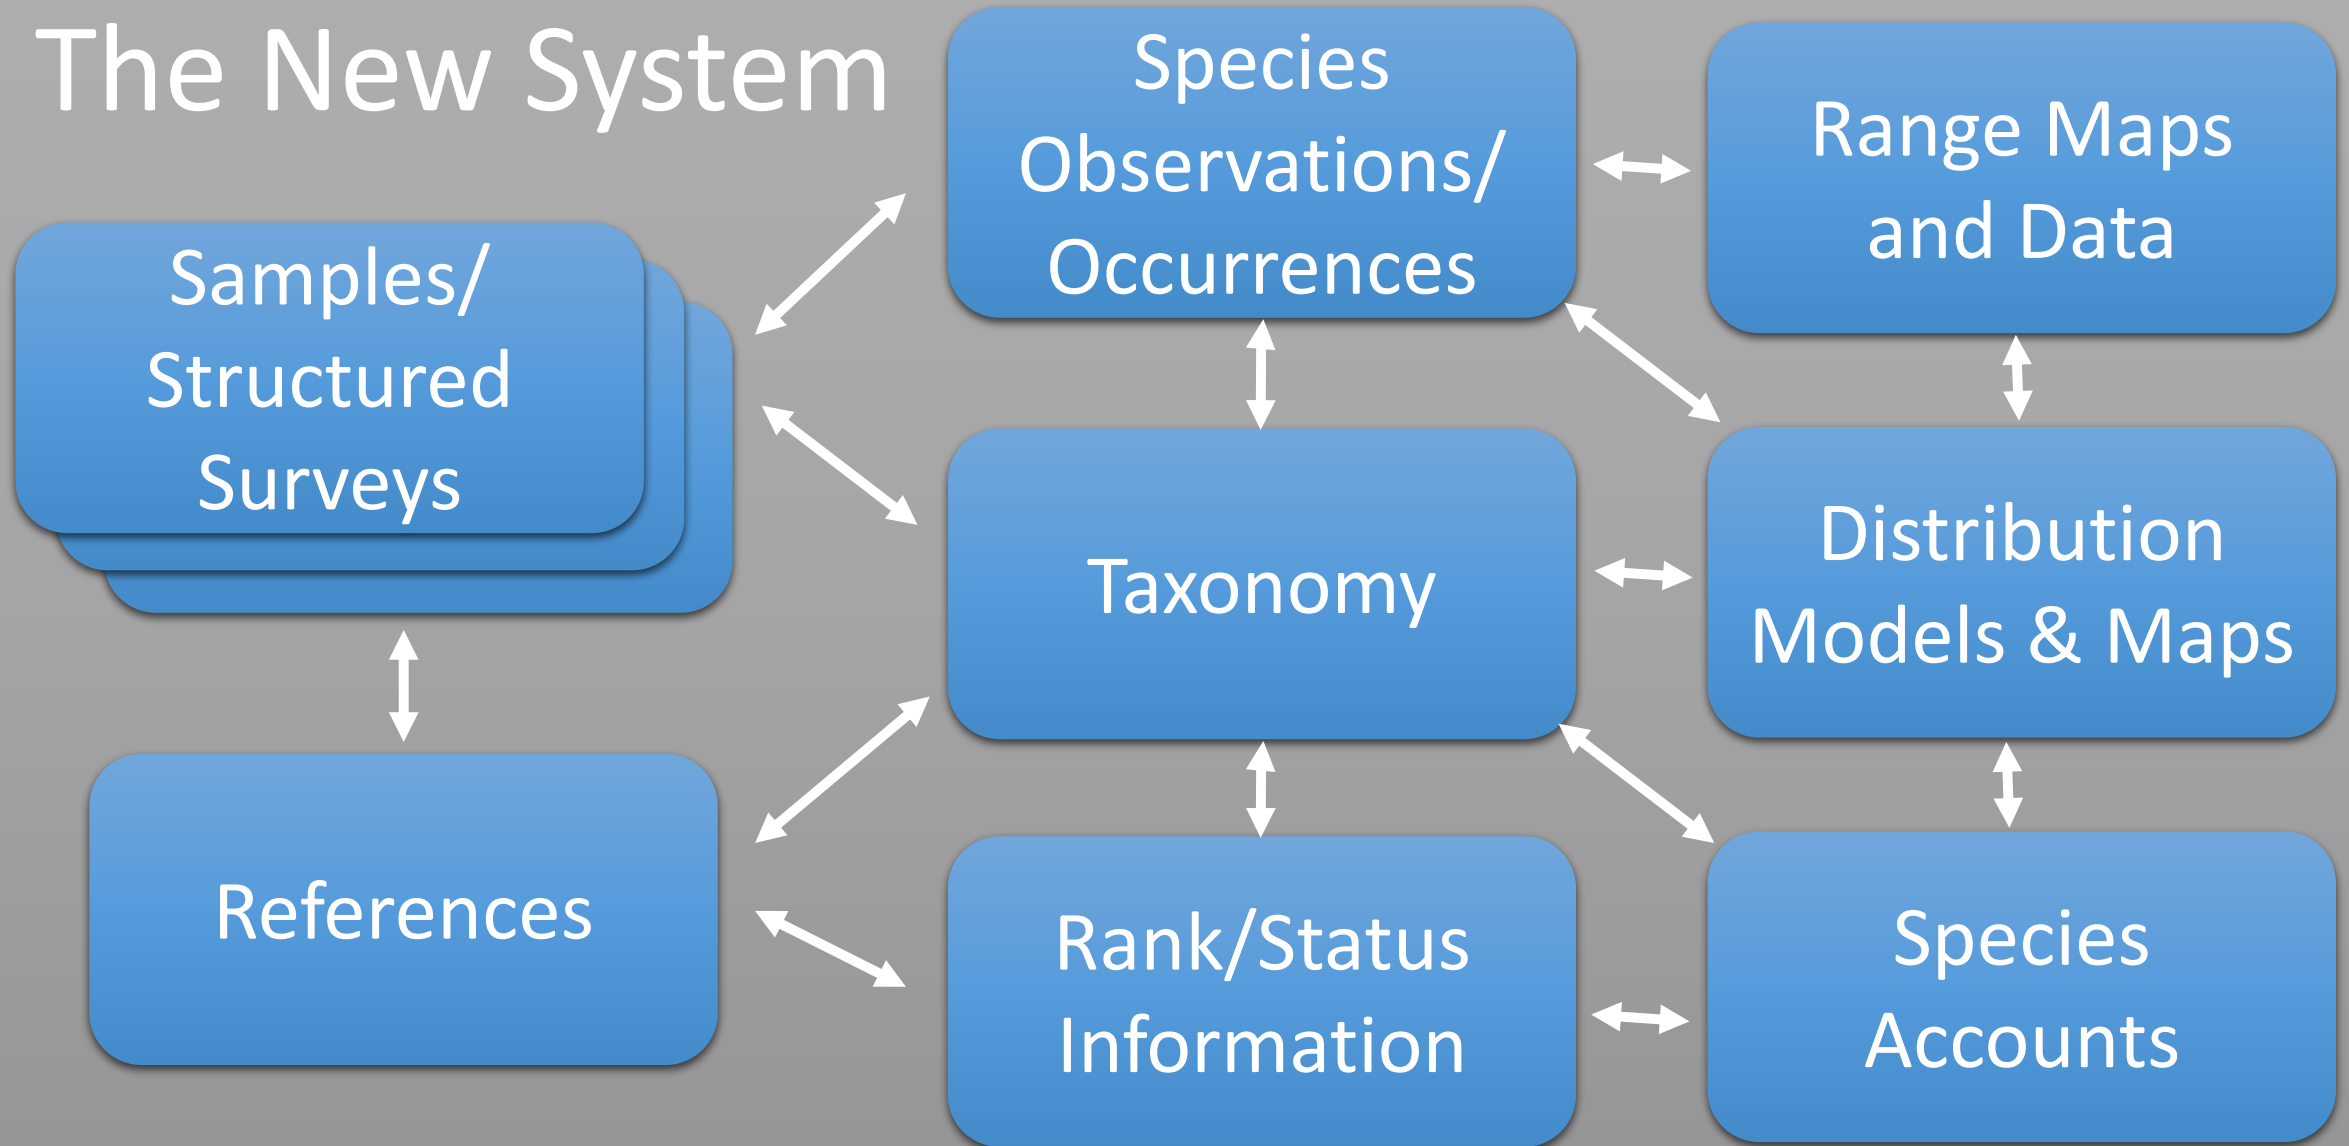 The New System
Species
Observations/
Occurrences
Range Maps
and Data
Samples/
Structured
Surveys
Taxonomy
Distribution
Models & Maps
References
Rank/Status
Information
Species
Accounts